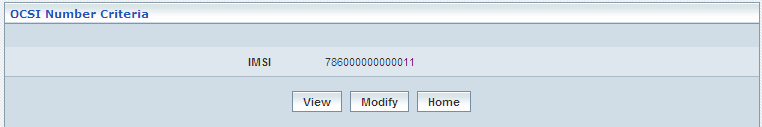 OCSI Number Criteria
IMSI 786000000000011
View Modify Home